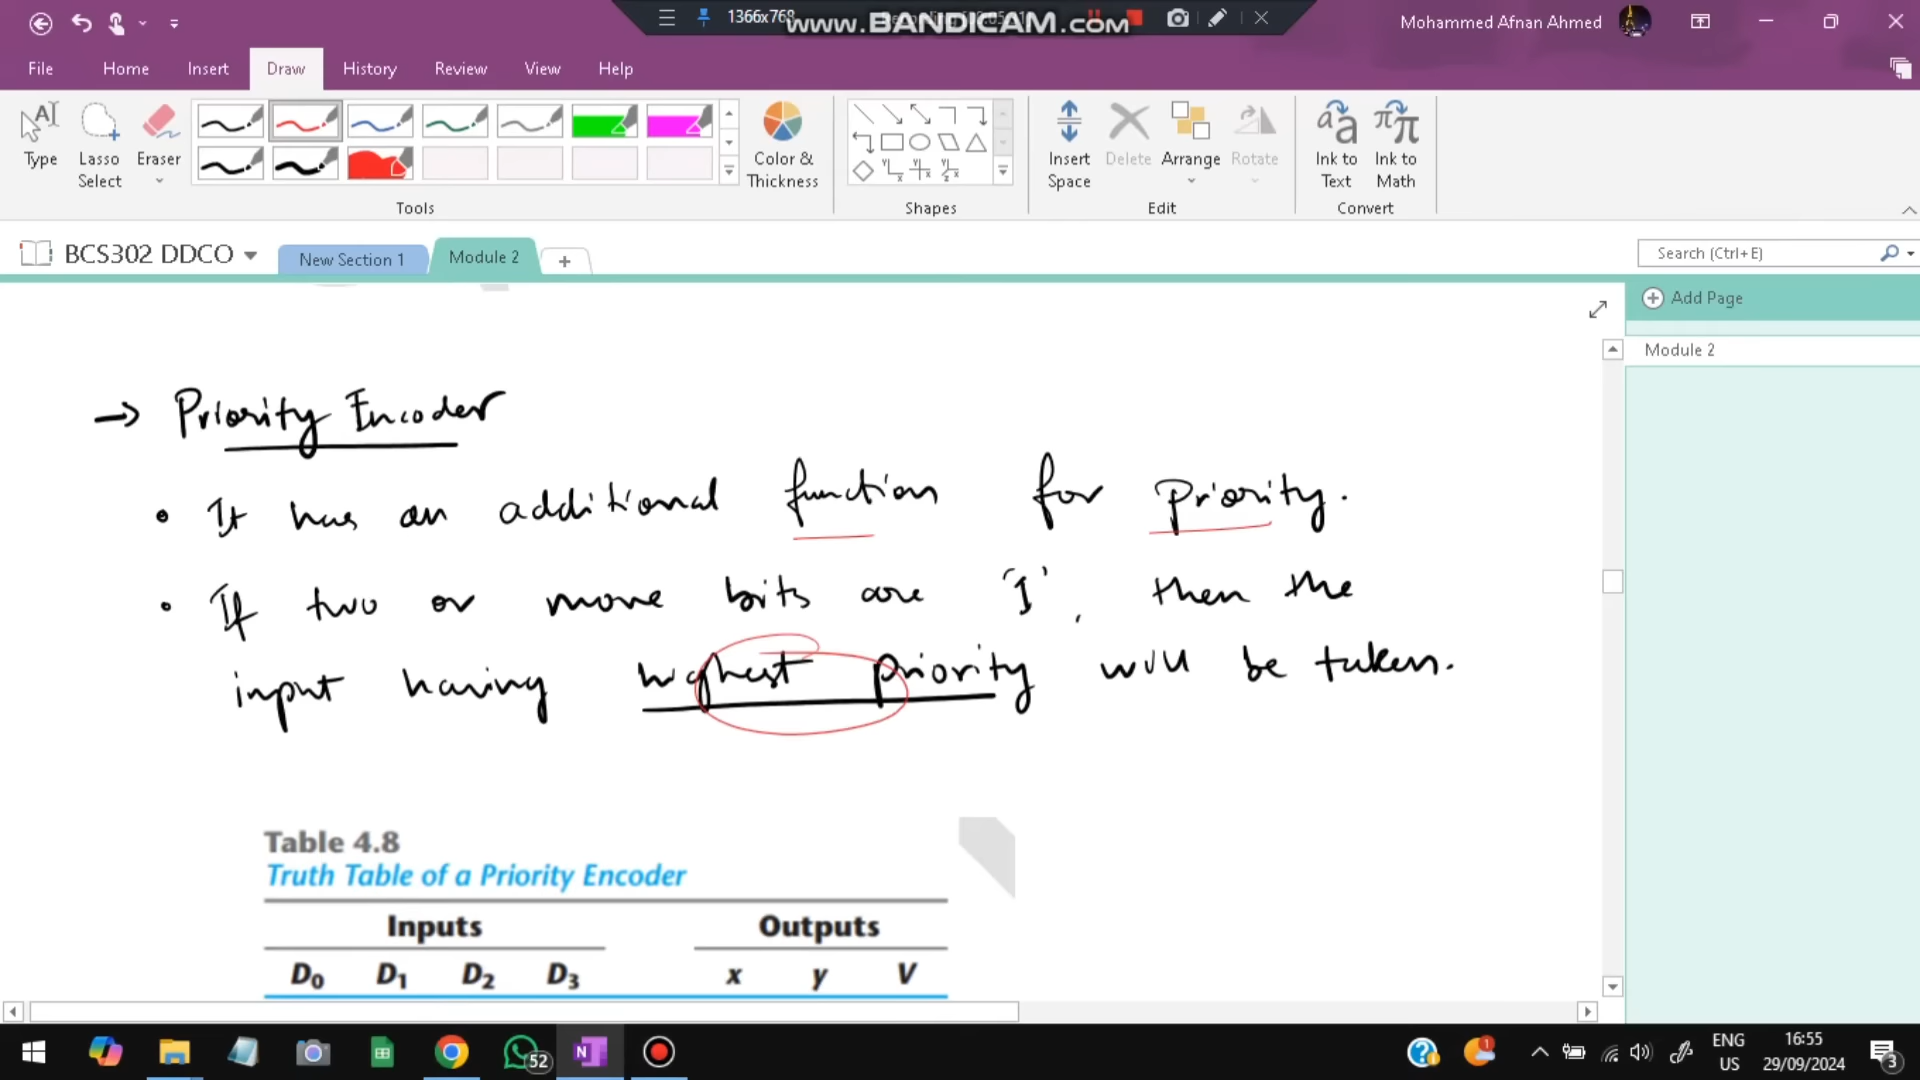 1366x768
www.BANDICAM.com
Mohammed Afnan Ahmed
File Home Insert Draw History Review View Help
Type
Lasso Select
Eraser
Color & Thickness
Insert Space
Delete
Arrange
Rotate
Ink to Text
Ink to Math
Tools
Shapes
Edit
Convert
BCS302 DDCO
New Section 1
Module 2
Search (Ctrl+E)
Add Page
Module 2
→ Priority Encoder
• It has an additional function for priority.
• If two or more bits are '1', then the
input having highest priority will be taken.
Table 4.8
Truth Table of a Priority Encoder
Inputs Outputs
D0 D1 D2 D3 x y V
52
1
ENG
US
16:55
29/09/2024
3